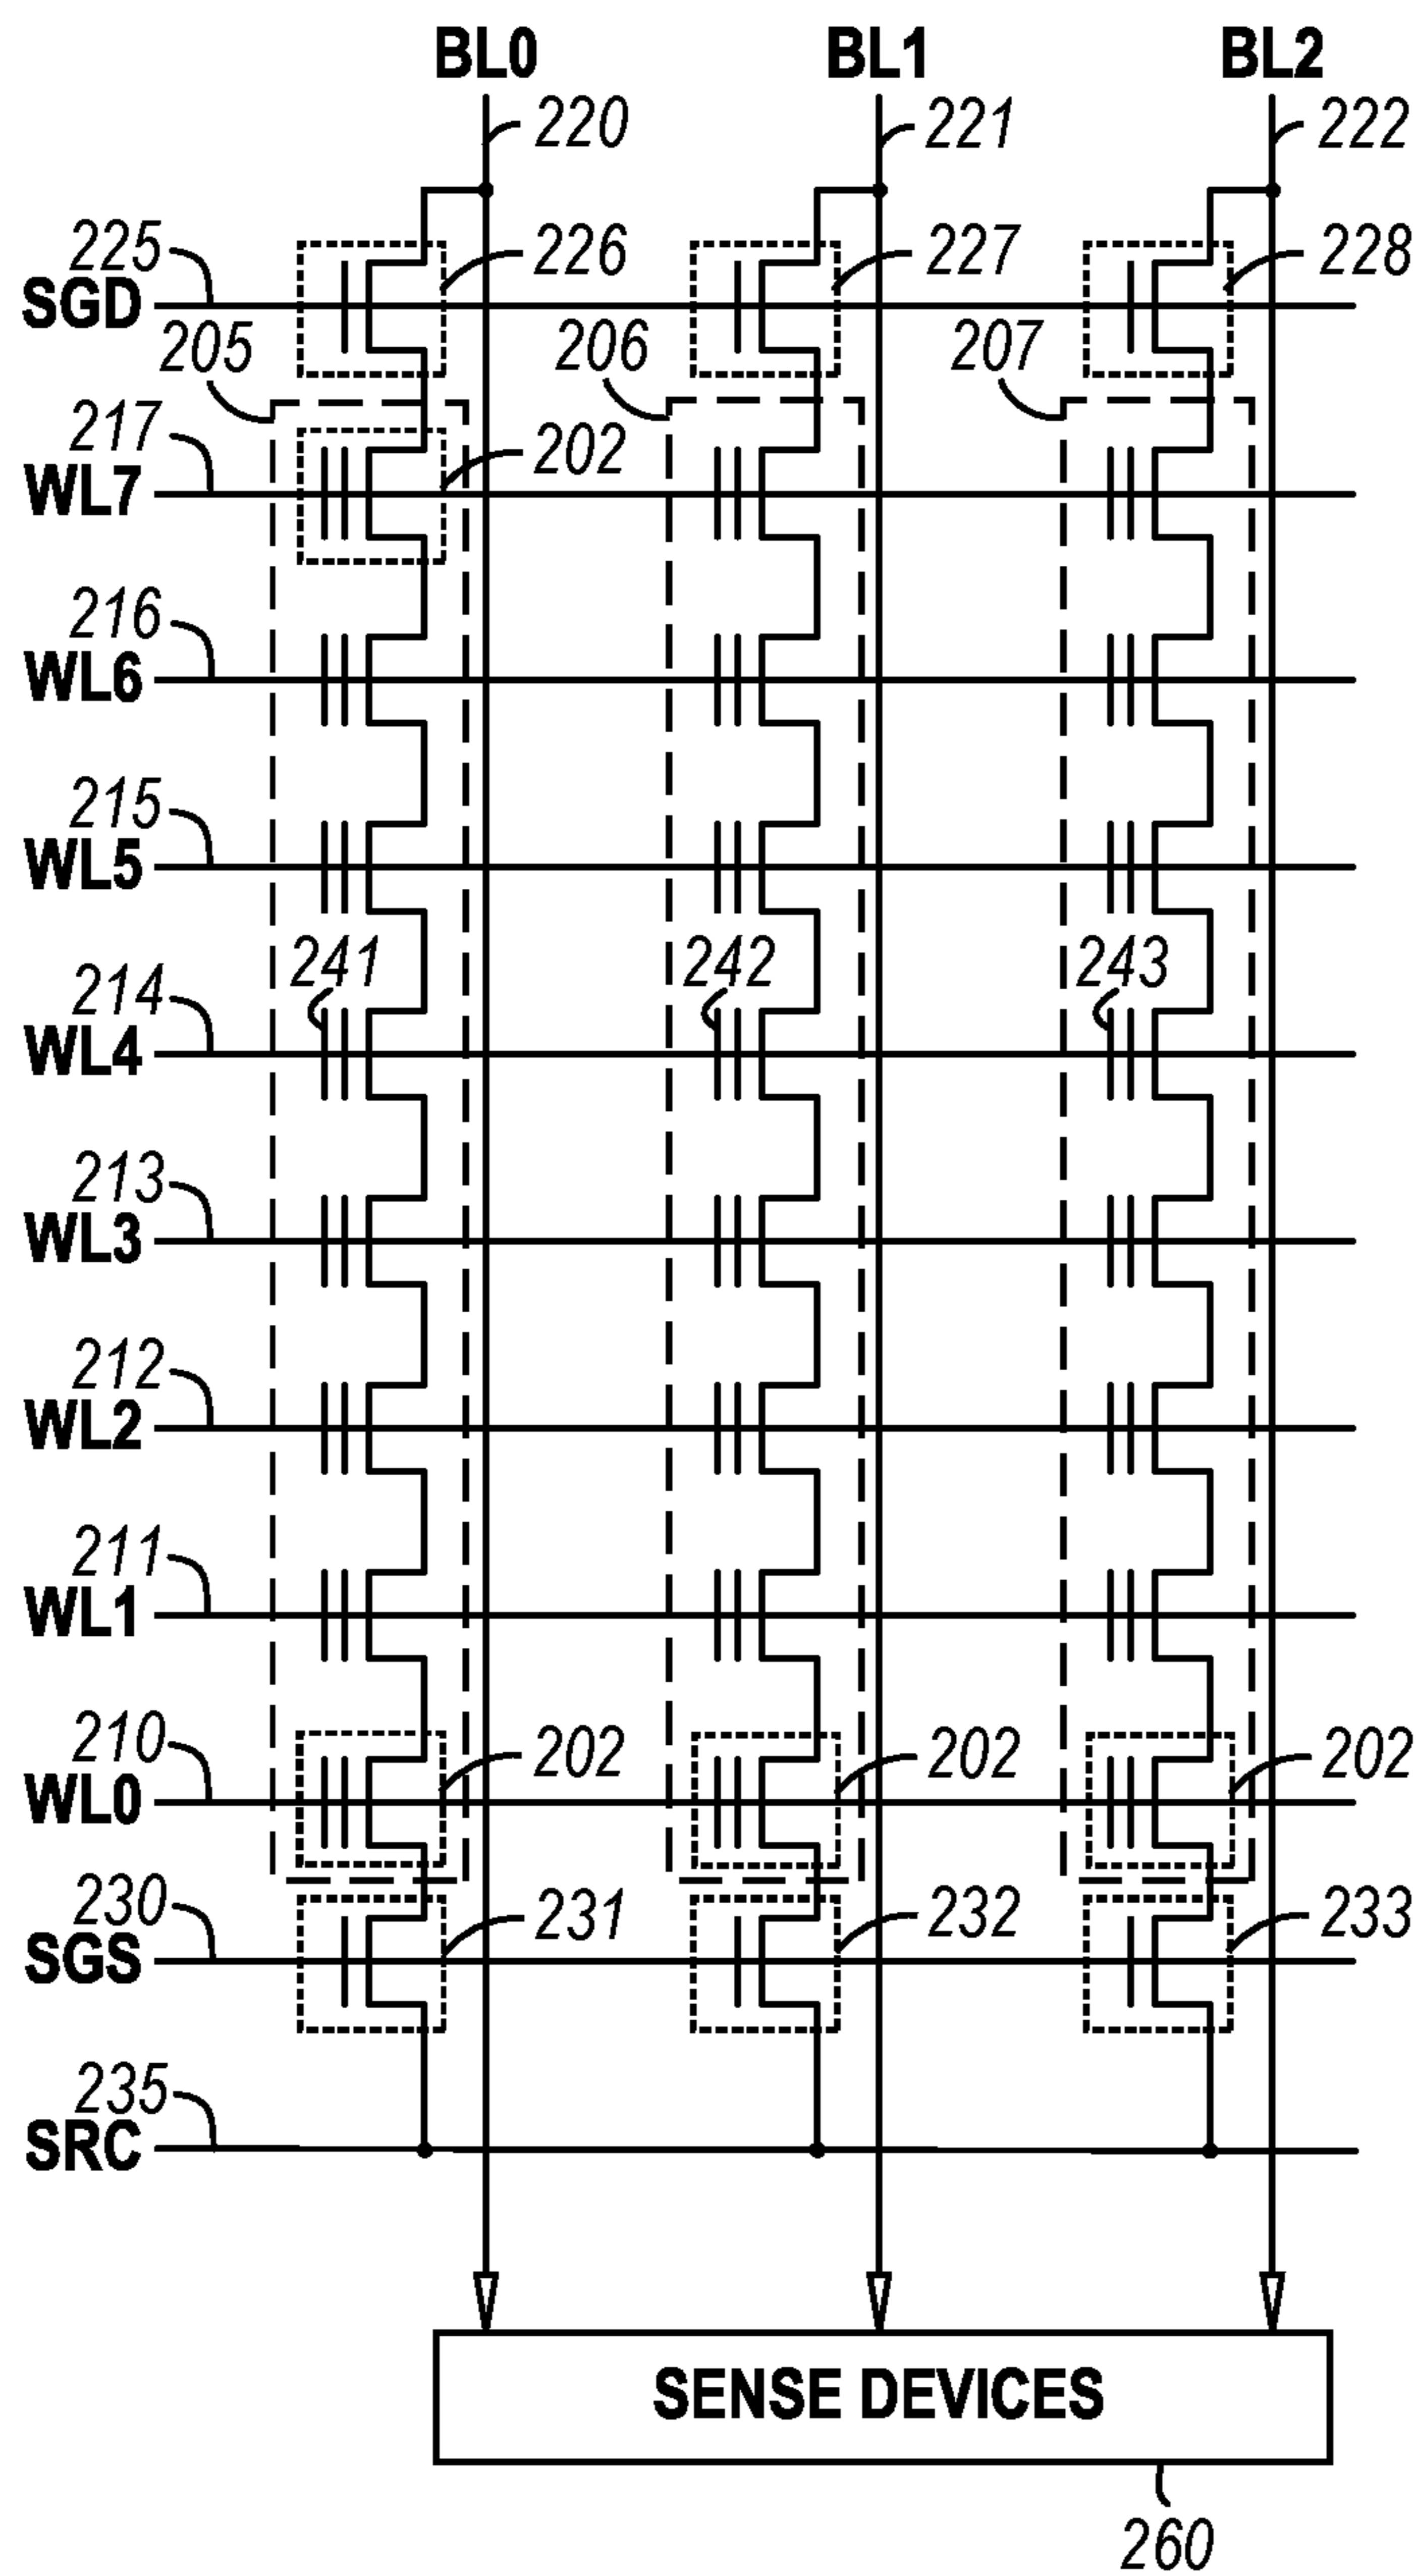 BL0 BL1 BL2
220 221 222
225 226 227 228
SGD
205 206 207
217 202
WL7
216
WL6
215
WL5
241 242 243
214
WL4
213
WL3
212
WL2
211
WL1
210 202 202 202
WL0
230 231 232 233
SGS
235
SRC
SENSE DEVICES
260